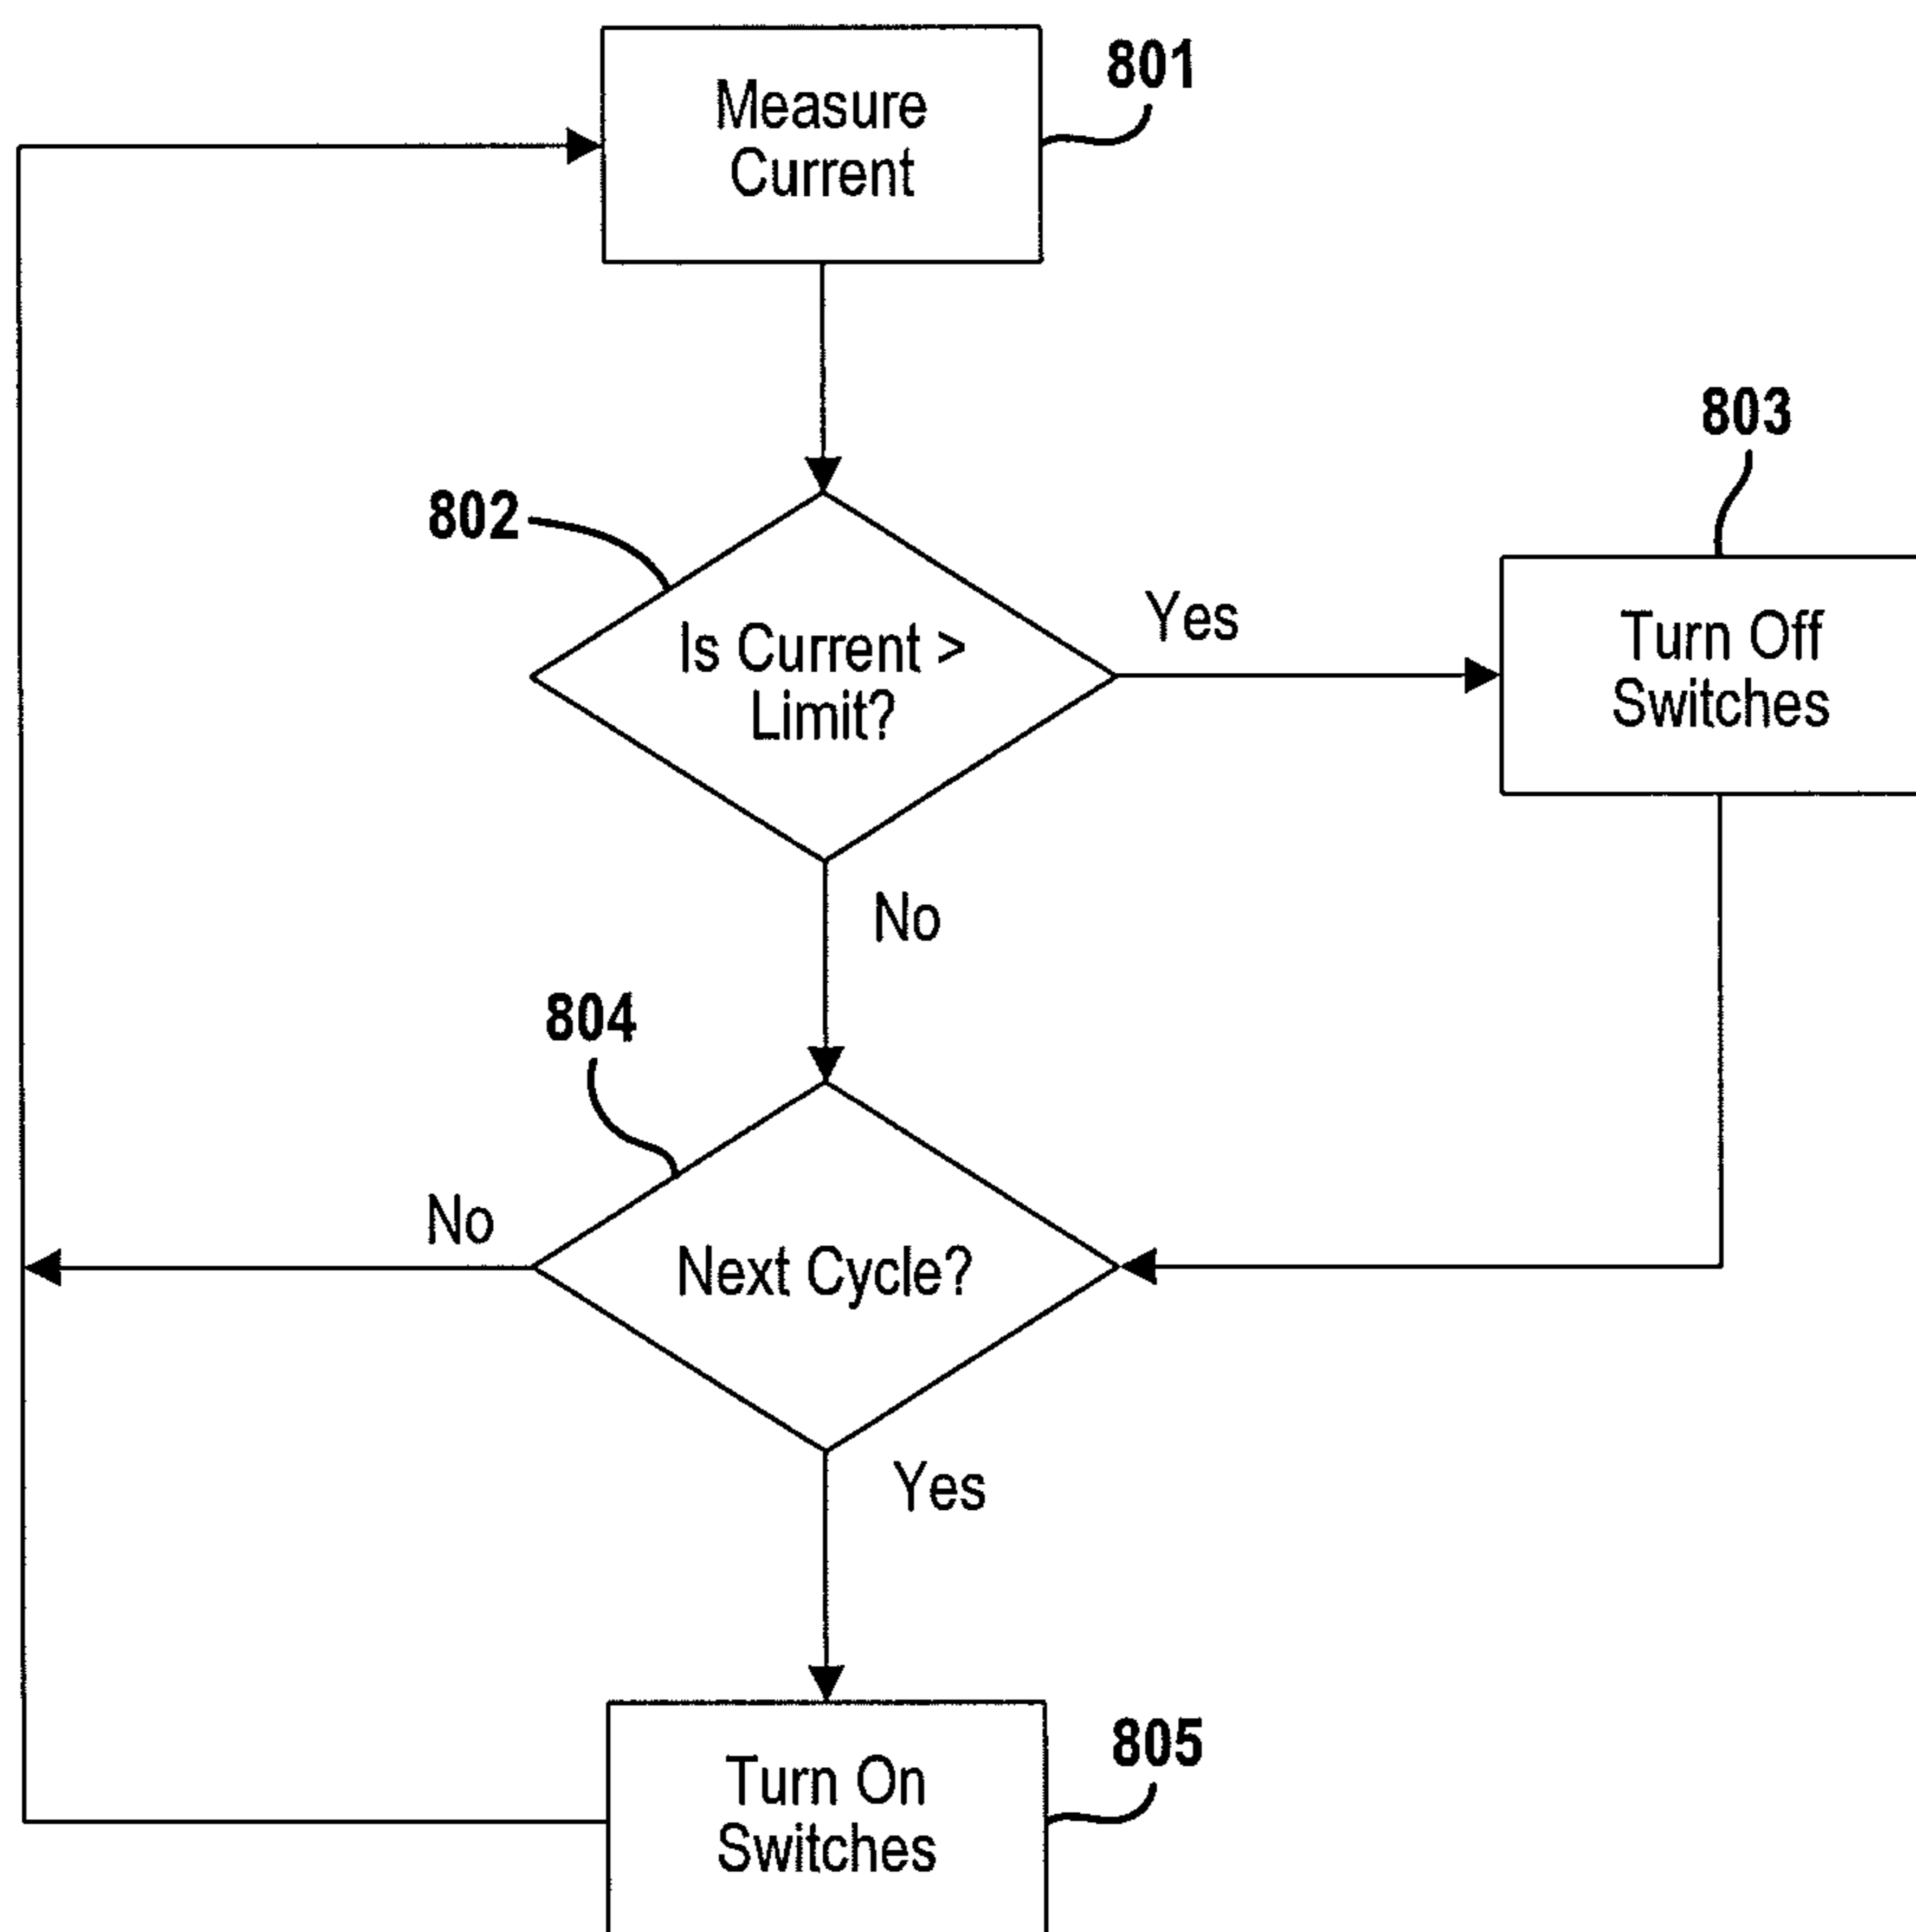 Measure
Current
801
802
Is Current >
Limit?
Yes
803
Turn Off
Switches
No
804
No
Next Cycle?
Yes
Turn On
Switches
805